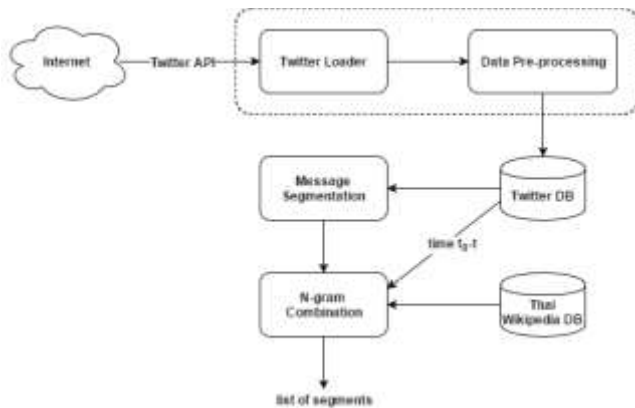 Internet
Twitter API
Twitter Loader
Data Pre-processing
Message
Segmentation
Twitter DB
time t₀-t
N-gram
Combination
Thai
Wikipedia DB
list of segments